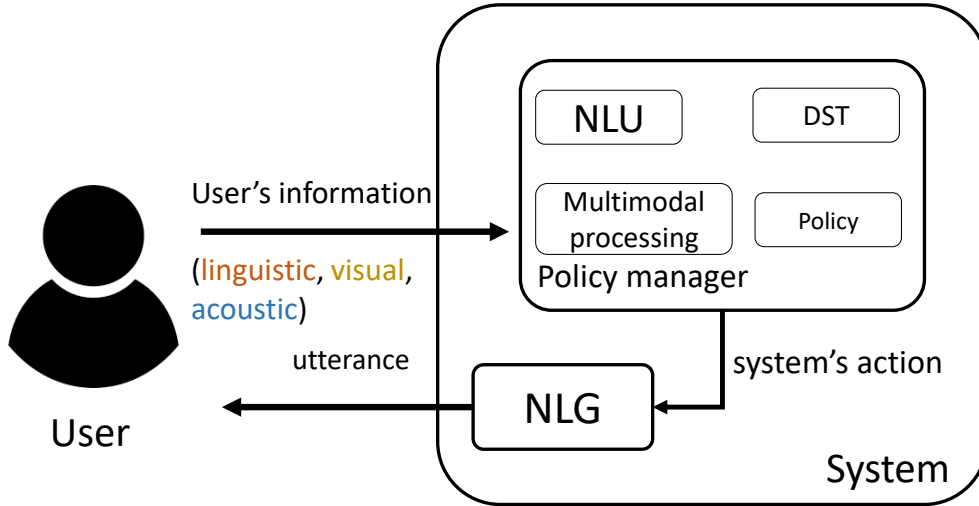 NLU
DST
User’s information
Multimodal
processing
Policy
(linguistic, visual,
acoustic)
Policy manager
utterance
system’s action
NLG
User
System